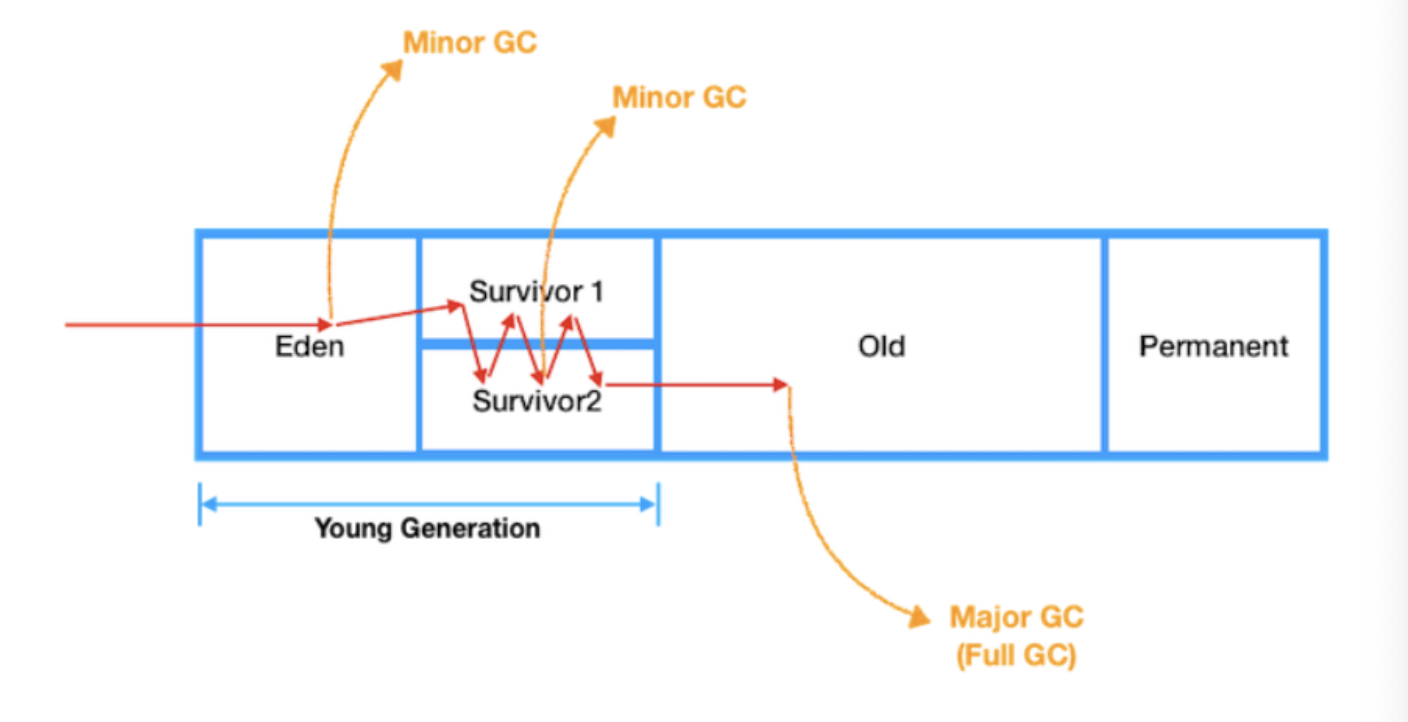 Minor GC
Minor GC
Survivor 1
Eden
Old
Permanent
Survivor2
Young Generation
Major GC
(Full GC)